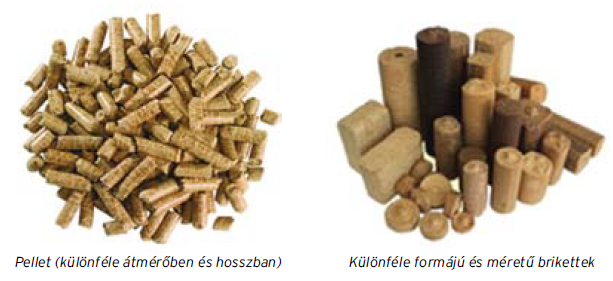 Pellet (különféle átmérőben és hosszban)
Különféle formájú és méretű brikettek